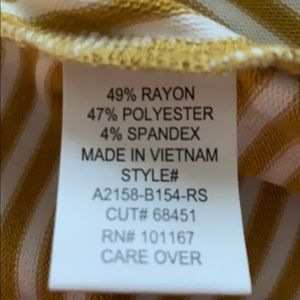 49% RAYON
47% POLYESTER
4% SPANDEX
MADE IN VIETNAM
STYLE#
A2158-B154-RS
CUT# 68451
RN# 101167
CARE OVER